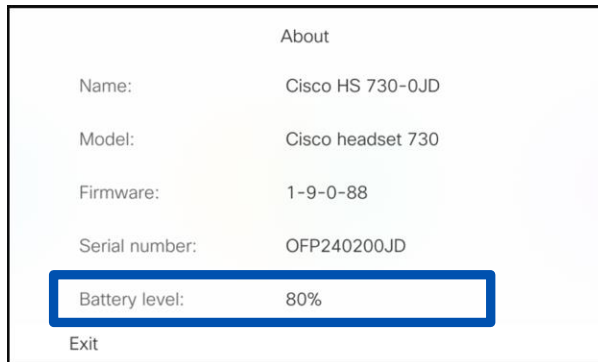 About
Name: Cisco HS 730-0JD
Model: Cisco headset 730
Firmware: 1-9-0-88
Serial number: OFP240200JD
Battery level: 80%
Exit